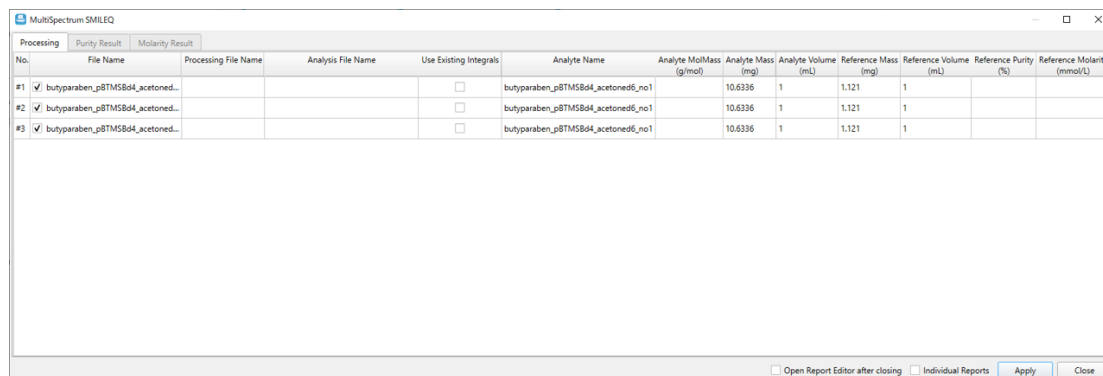 MultiSpectrum SMILEQ
Processing Purity Result Molarity Result
No. File Name Processing File Name Analysis File Name Use Existing Integrals Analyte Name Analyte MolMass Analyte Mass Analyte Volume Reference Mass Reference Volume Reference Purity Reference Molarit
(g/mol) (mg) (mL) (mg) (mL) (%) (mmol/L)
#1 butyparaben_pBTMSBd4_acetoned... butyparaben_pBTMSBd4_acetoned6_no1 10.6336 1 1.121 1
#2 butyparaben_pBTMSBd4_acetoned... butyparaben_pBTMSBd4_acetoned6_no1 10.6336 1 1.121 1
#3 butyparaben_pBTMSBd4_acetoned... butyparaben_pBTMSBd4_acetoned6_no1 10.6336 1 1.121 1
Open Report Editor after closing Individual Reports Apply Close